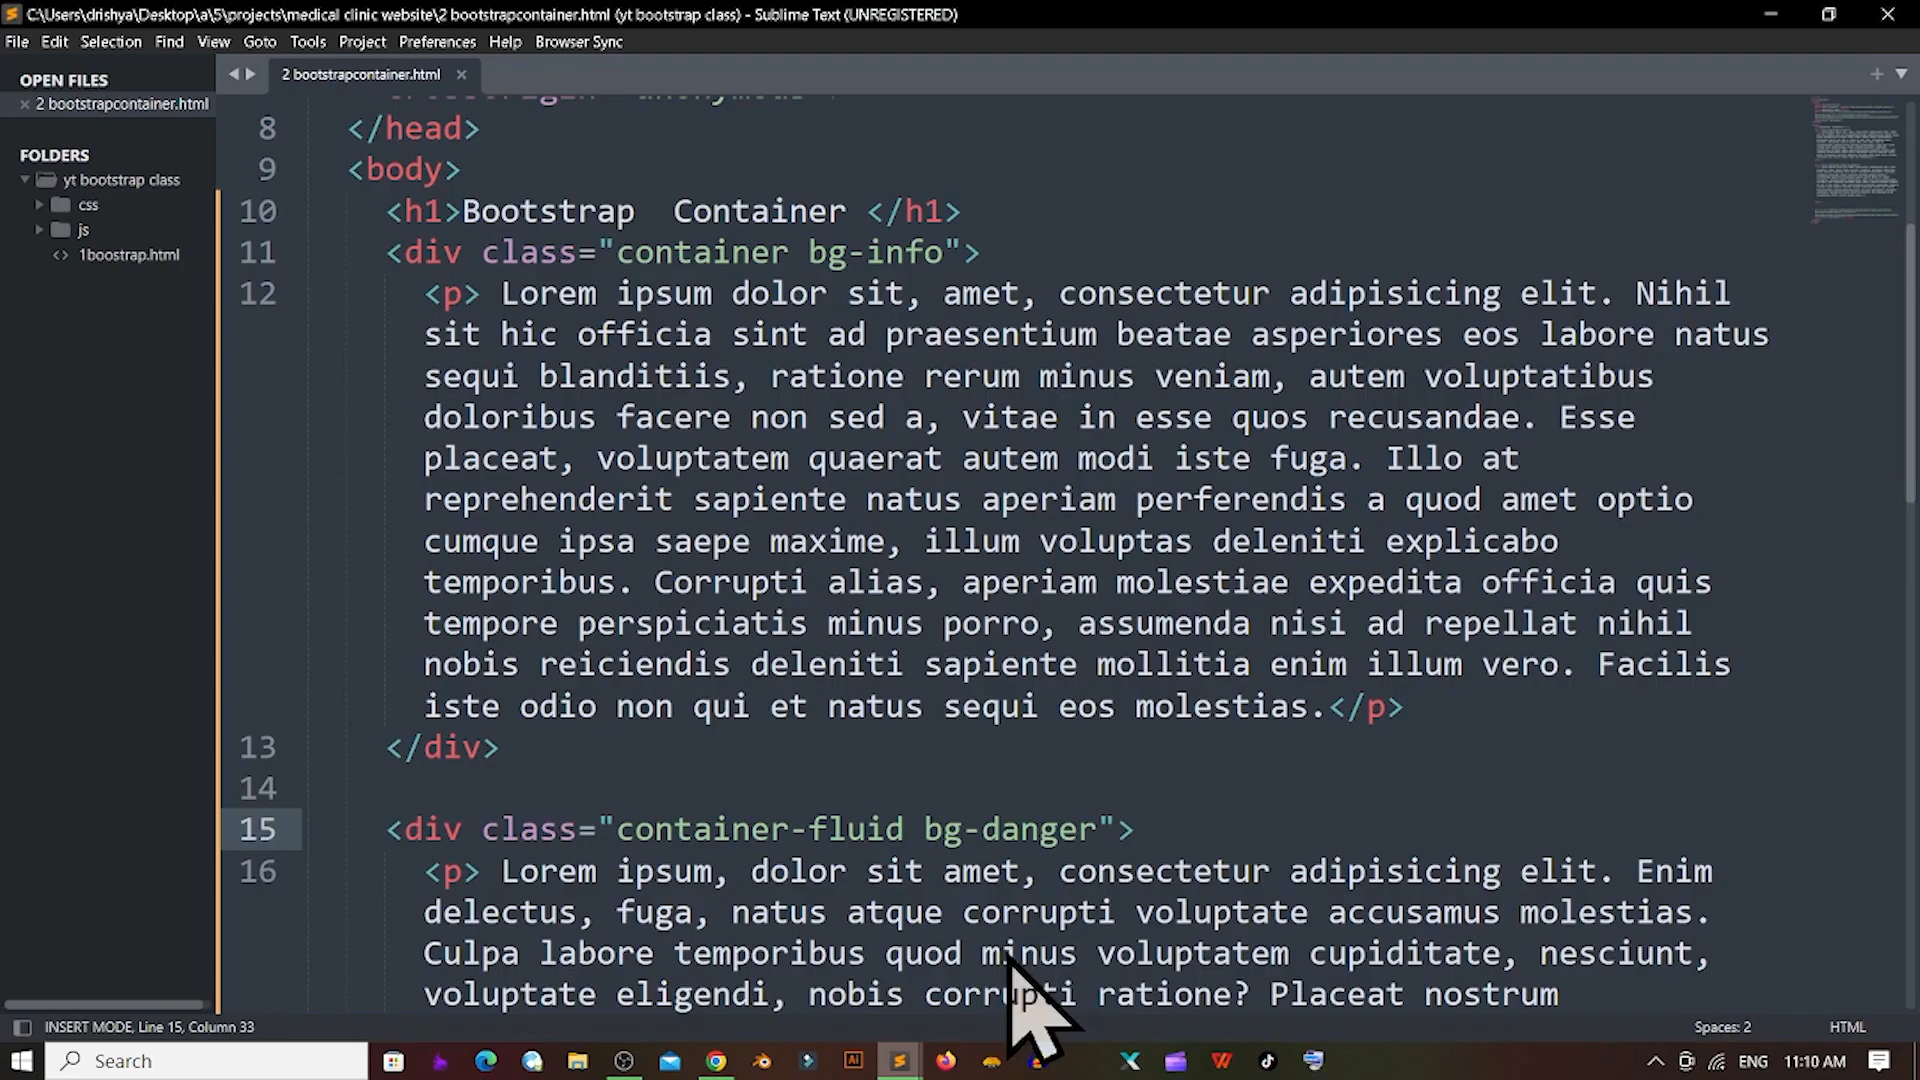 C:\Users\drishya\Desktop\a\5\projects\medical clinic website\2 bootstrapcontainer.html (yt bootstrap class) - Sublime Text (UNREGISTERED)
File Edit Selection Find View Goto Tools Project Preferences Help Browser Sync
OPEN FILES
2 bootstrapcontainer.html
FOLDERS
yt bootstrap class
css
js
1boostrap.html
2 bootstrapcontainer.html
8 </head>
9 <body>
10 <h1>Bootstrap  Container </h1>
11 <div class="container bg-info">
12 <p> Lorem ipsum dolor sit, amet, consectetur adipisicing elit. Nihil
sit hic officia sint ad praesentium beatae asperiores eos labore natus
sequi blanditiis, ratione rerum minus veniam, autem voluptatibus
doloribus facere non sed a, vitae in esse quos recusandae. Esse
placeat, voluptatem quaerat autem modi iste fuga. Illo at
reprehenderit sapiente natus aperiam perferendis a quod amet optio
cumque ipsa saepe maxime, illum voluptas deleniti explicabo
temporibus. Corrupti alias, aperiam molestiae expedita officia quis
tempore perspiciatis minus porro, assumenda nisi ad repellat nihil
nobis reiciendis deleniti sapiente mollitia enim illum vero. Facilis
iste odio non qui et natus sequi eos molestias.</p>
13 </div>
14
15 <div class="container-fluid bg-danger">
16 <p> Lorem ipsum, dolor sit amet, consectetur adipisicing elit. Enim
delectus, fuga, natus atque corrupti voluptate accusamus molestias.
Culpa labore temporibus quod minus voluptatem cupiditate, nesciunt,
voluptate eligendi, nobis corrupti ratione? Placeat nostrum
INSERT MODE, Line 15, Column 33
Spaces: 2
HTML
Search
ENG
11:10 AM